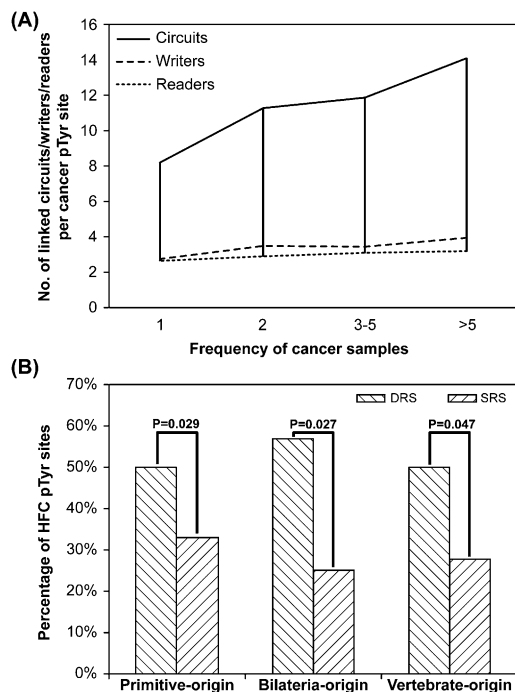 (A)
16
14
12
10
8
6
4
2
0
No. of linked circuits/writers/readers
per cancer pTyr site
Circuits
Writers
Readers
1 2 3-5 >5
Frequency of cancer samples
(B)
70%
60%
50%
40%
30%
20%
10%
0%
Percentage of HFC pTyr sites
DRS SRS
P=0.029 P=0.027 P=0.047
Primitive-origin Bilateria-origin Vertebrate-origin